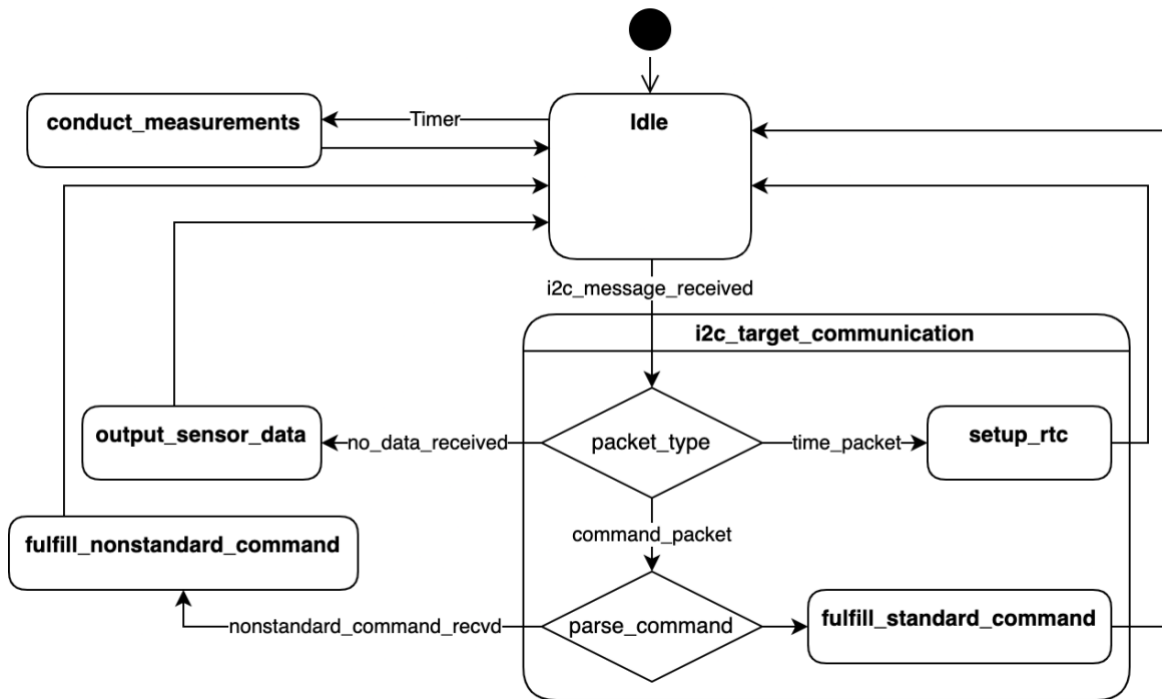 Idle
conduct_measurements
Timer
i2c_message_received
i2c_target_communication
output_sensor_data
no_data_received
packet_type
time_packet
setup_rtc
command_packet
fulfill_nonstandard_command
nonstandard_command_recvd
parse_command
fulfill_standard_command